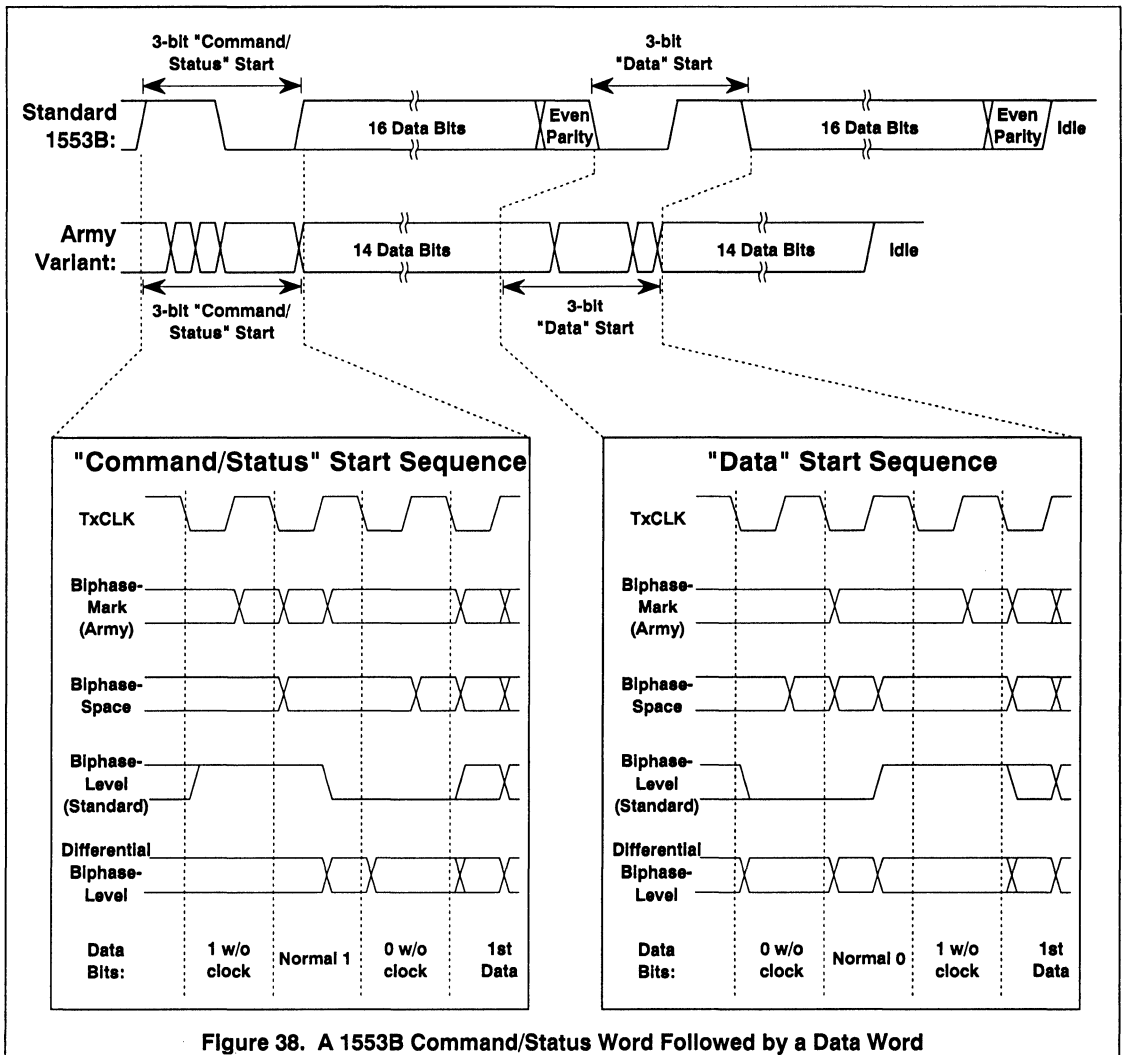 3-bit "Command/
Status" Start
3-bit
"Data" Start
Standard
1553B:
16 Data Bits
Even
Parity
16 Data Bits
Even
Parity
Idle
Army
Variant:
14 Data Bits
14 Data Bits
Idle
3-bit "Command/
Status" Start
3-bit
"Data" Start
"Command/Status" Start Sequence
TxCLK
Biphase-
Mark
(Army)
Biphase-
Space
Biphase-
Level
(Standard)
Differential
Biphase-
Level
Data
Bits:
1 w/o
clock
Normal 1
0 w/o
clock
1st
Data
"Data" Start Sequence
TxCLK
Biphase-
Mark
(Army)
Biphase-
Space
Biphase-
Level
(Standard)
Differential
Biphase-
Level
Data
Bits:
0 w/o
clock
Normal 0
1 w/o
clock
1st
Data
Figure 38. A 1553B Command/Status Word Followed by a Data Word